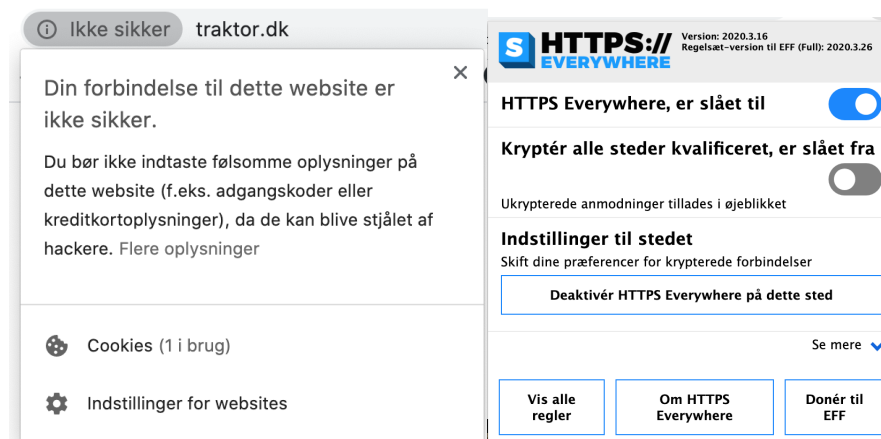 Ikke sikker traktor.dk
Din forbindelse til dette website er
ikke sikker.
Du bør ikke indtaste følsomme oplysninger på
dette website (f.eks. adgangskoder eller
kreditkortoplysninger), da de kan blive stjålet af
hackere. Flere oplysninger
Cookies (1 i brug)
Indstillinger for websites
S HTTPS://
EVERYWHERE
Version: 2020.3.16
Regelsæt-version til EFF (Full): 2020.3.26
HTTPS Everywhere, er slået til
Kryptér alle steder kvalificeret, er slået fra
Ukrypterede anmodninger tillades i øjeblikket
Indstillinger til stedet
Skift dine præferencer for krypterede forbindelser
Deaktivér HTTPS Everywhere på dette sted
Se mere
Vis alle
regler
Om HTTPS
Everywhere
Donér til
EFF